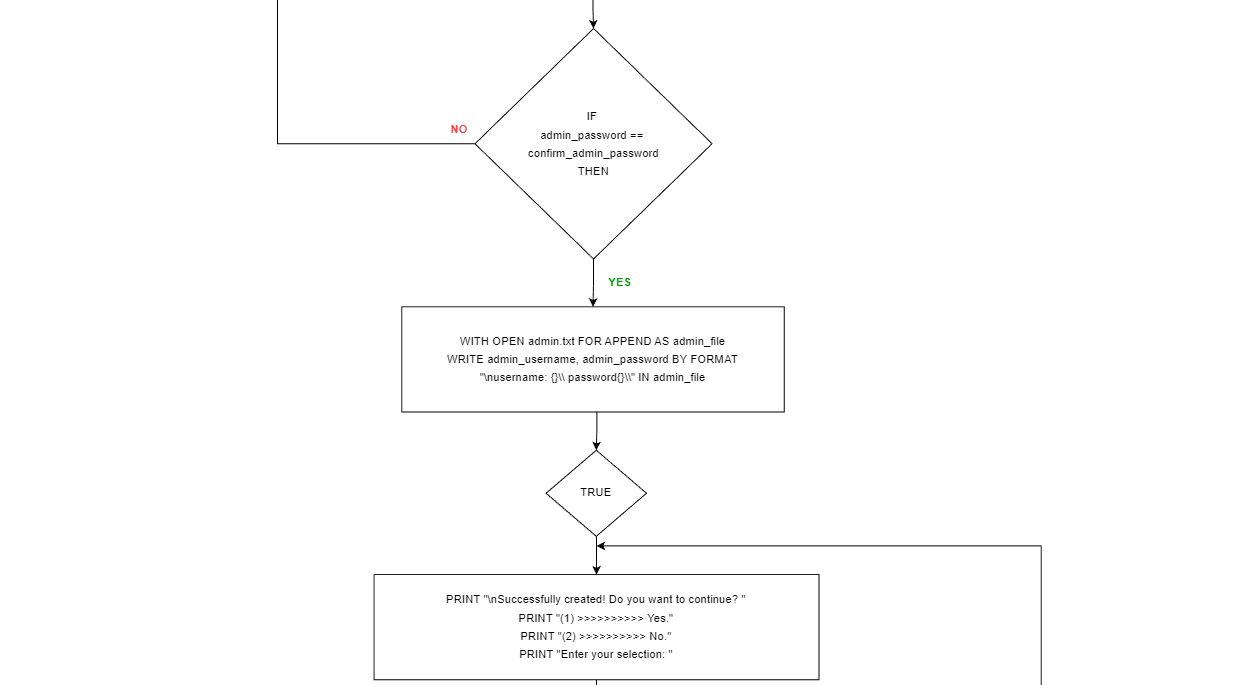 IF
admin_password ==
confirm_admin_password
THEN
NO
YES
WITH OPEN admin.txt FOR APPEND AS admin_file
WRITE admin_username, admin_password BY FORMAT
"\nusername: {}\\ password{}\\" IN admin_file
TRUE
PRINT "\nSuccessfully created! Do you want to continue? "
PRINT "(1) >>>>>>>>>> Yes."
PRINT "(2) >>>>>>>>>> No."
PRINT "Enter your selection: "